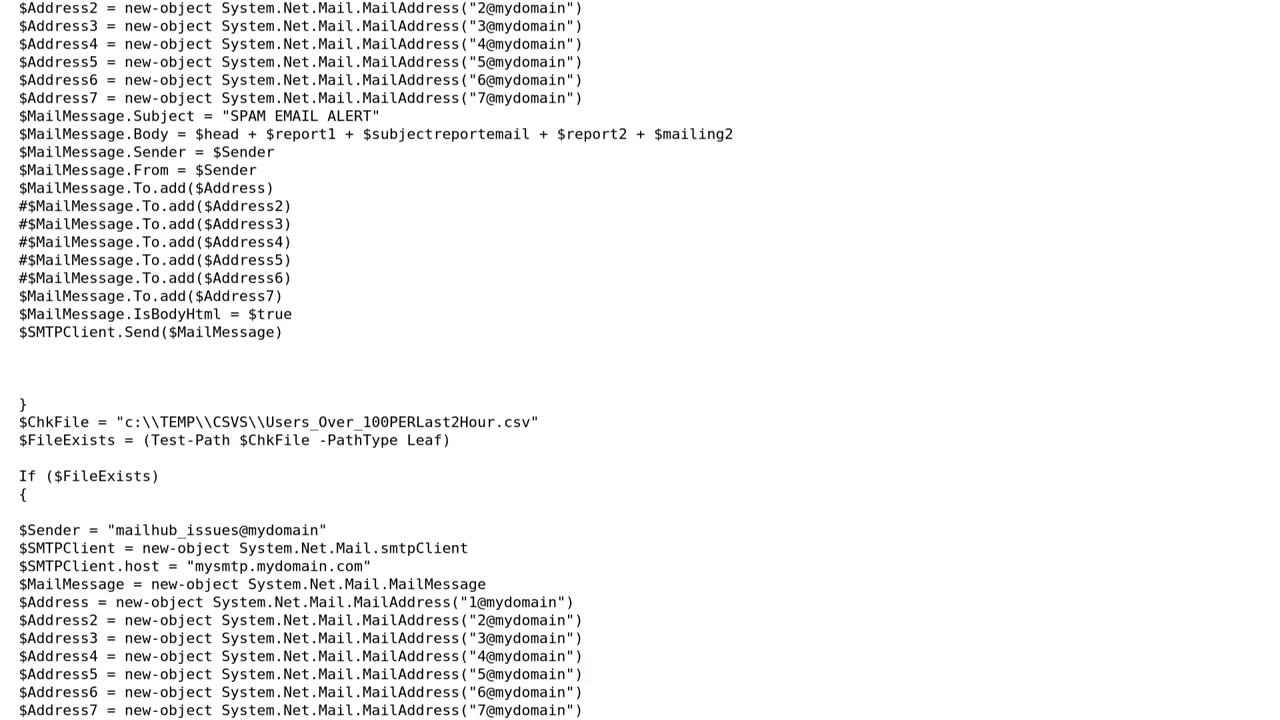 $Address2 = new-object System.Net.Mail.MailAddress("2@mydomain")
$Address3 = new-object System.Net.Mail.MailAddress("3@mydomain")
$Address4 = new-object System.Net.Mail.MailAddress("4@mydomain")
$Address5 = new-object System.Net.Mail.MailAddress("5@mydomain")
$Address6 = new-object System.Net.Mail.MailAddress("6@mydomain")
$Address7 = new-object System.Net.Mail.MailAddress("7@mydomain")
$MailMessage.Subject = "SPAM EMAIL ALERT"
$MailMessage.Body = $head + $report1 + $subjectreportemail + $report2 + $mailing2
$MailMessage.Sender = $Sender
$MailMessage.From = $Sender
$MailMessage.To.add($Address)
#$MailMessage.To.add($Address2)
#$MailMessage.To.add($Address3)
#$MailMessage.To.add($Address4)
#$MailMessage.To.add($Address5)
#$MailMessage.To.add($Address6)
$MailMessage.To.add($Address7)
$MailMessage.IsBodyHtml = $true
$SMTPClient.Send($MailMessage)
}
$ChkFile = "c:\\TEMP\\CSVS\\Users_Over_100PERLast2Hour.csv"
$FileExists = (Test-Path $ChkFile -PathType Leaf)
If ($FileExists)
{
$Sender = "mailhub_issues@mydomain"
$SMTPClient = new-object System.Net.Mail.smtpClient
$SMTPClient.host = "mysmtp.mydomain.com"
$MailMessage = new-object System.Net.Mail.MailMessage
$Address = new-object System.Net.Mail.MailAddress("1@mydomain")
$Address2 = new-object System.Net.Mail.MailAddress("2@mydomain")
$Address3 = new-object System.Net.Mail.MailAddress("3@mydomain")
$Address4 = new-object System.Net.Mail.MailAddress("4@mydomain")
$Address5 = new-object System.Net.Mail.MailAddress("5@mydomain")
$Address6 = new-object System.Net.Mail.MailAddress("6@mydomain")
$Address7 = new-object System.Net.Mail.MailAddress("7@mydomain")